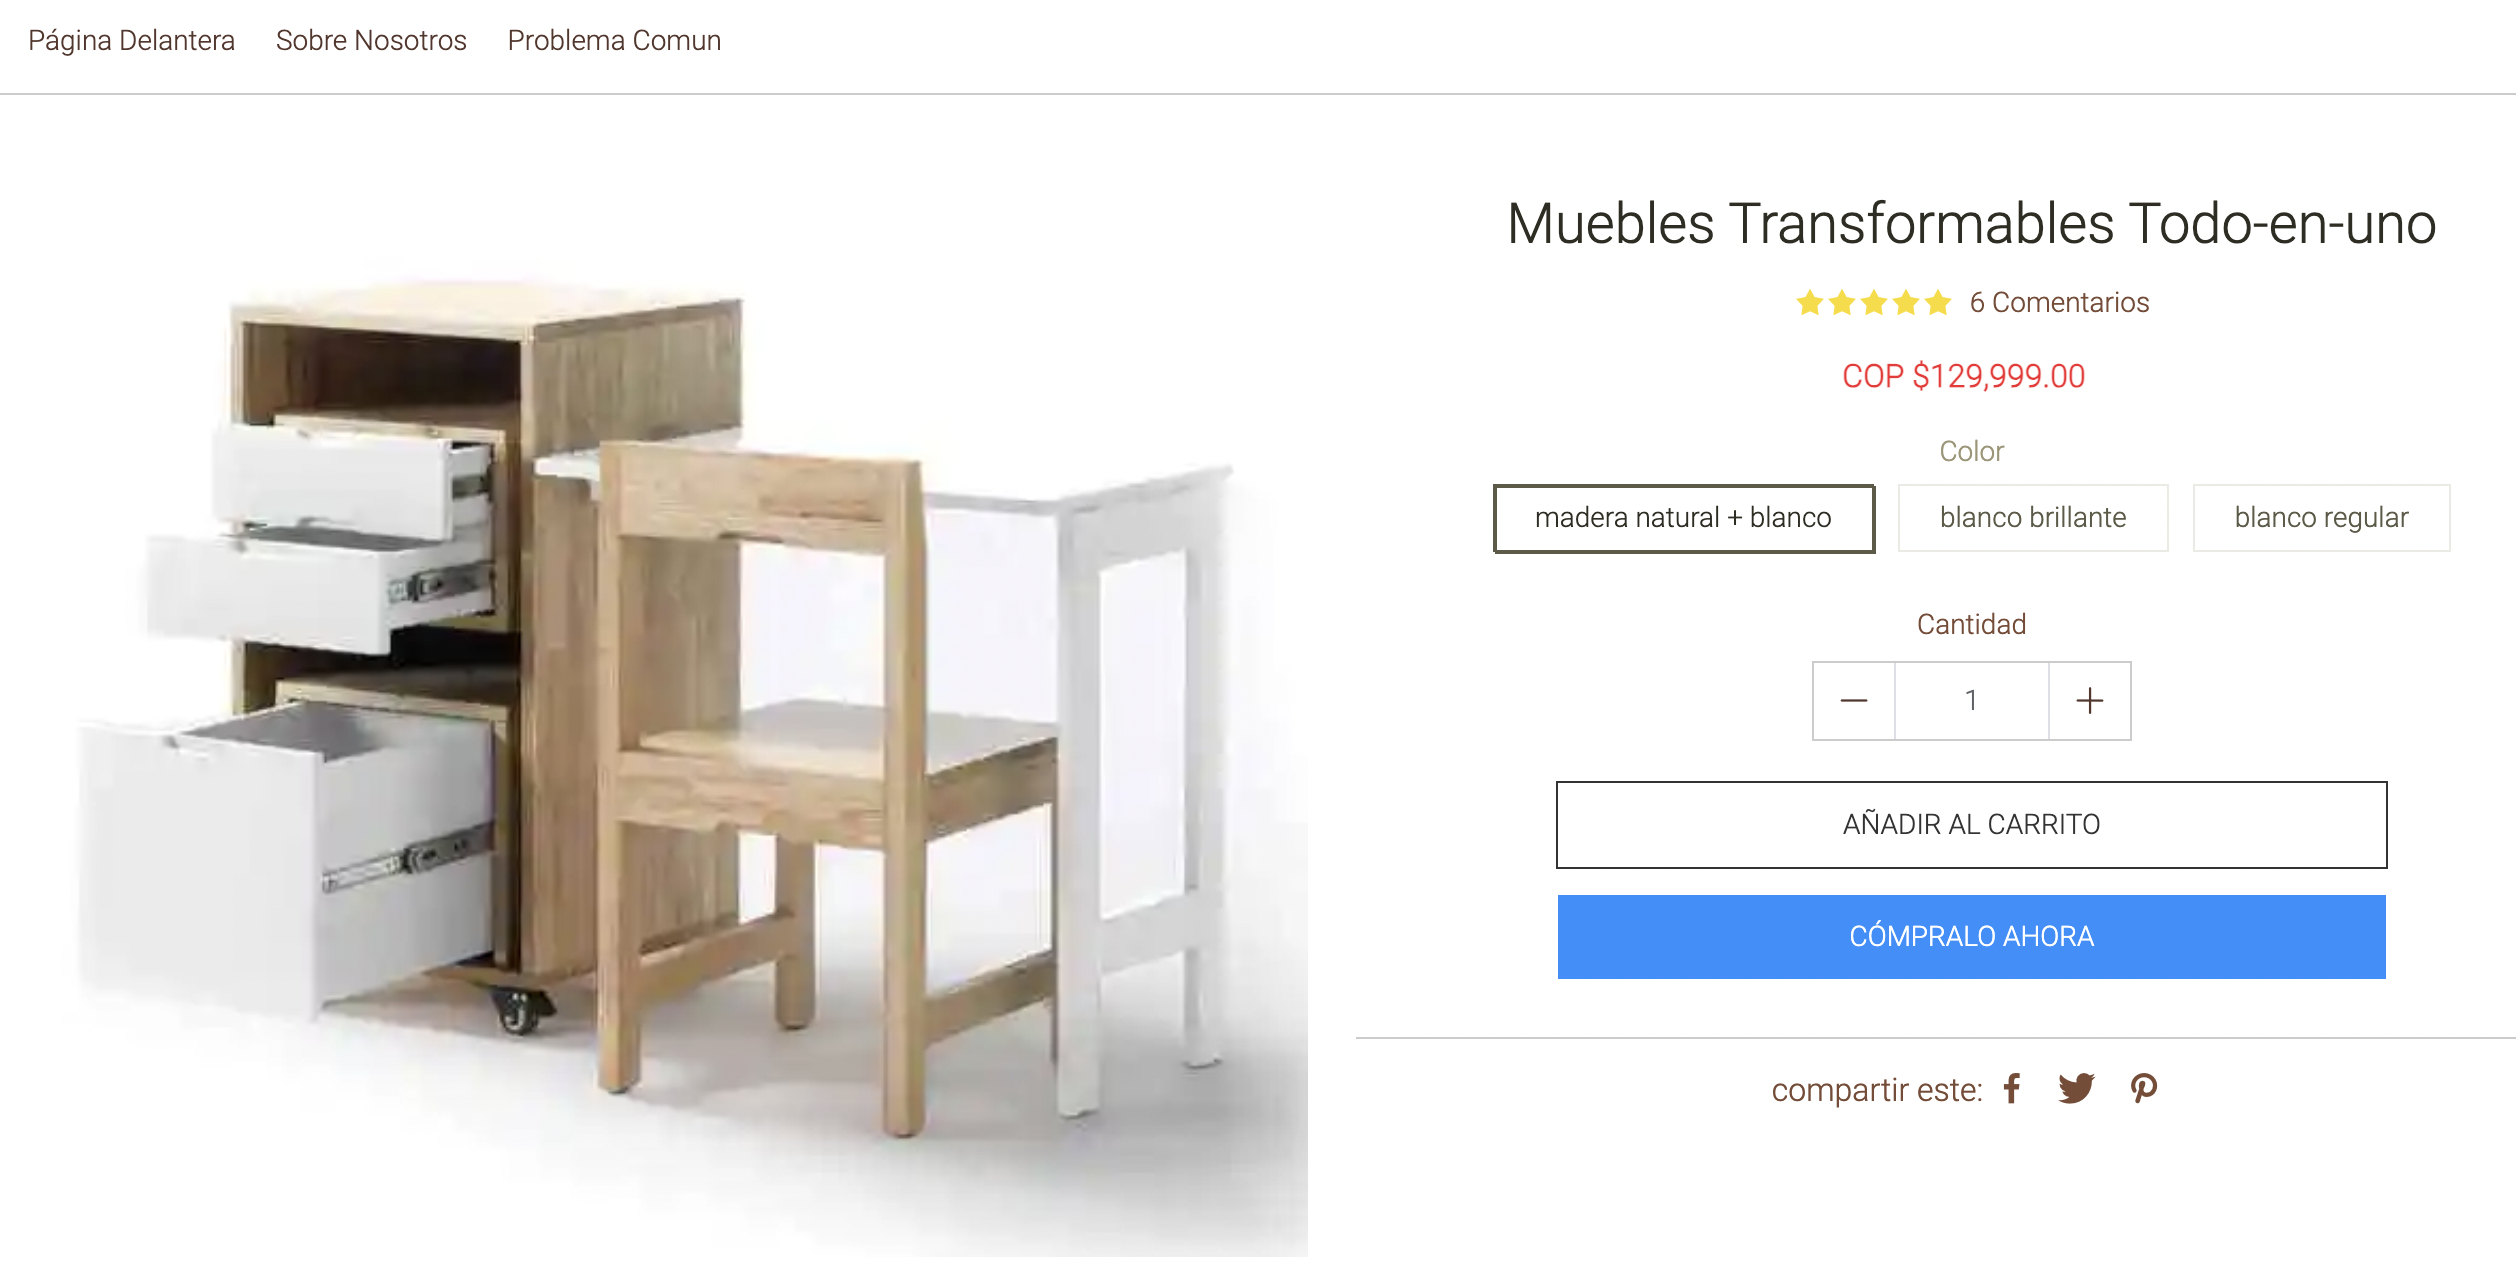 Página Delantera Sobre Nosotros Problema Comun
Muebles Transformables Todo-en-uno
6 Comentarios
COP $129,999.00
Color
madera natural + blanco blanco brillante blanco regular
Cantidad
1
AÑADIR AL CARRITO
CÓMPRALO AHORA
compartir este: